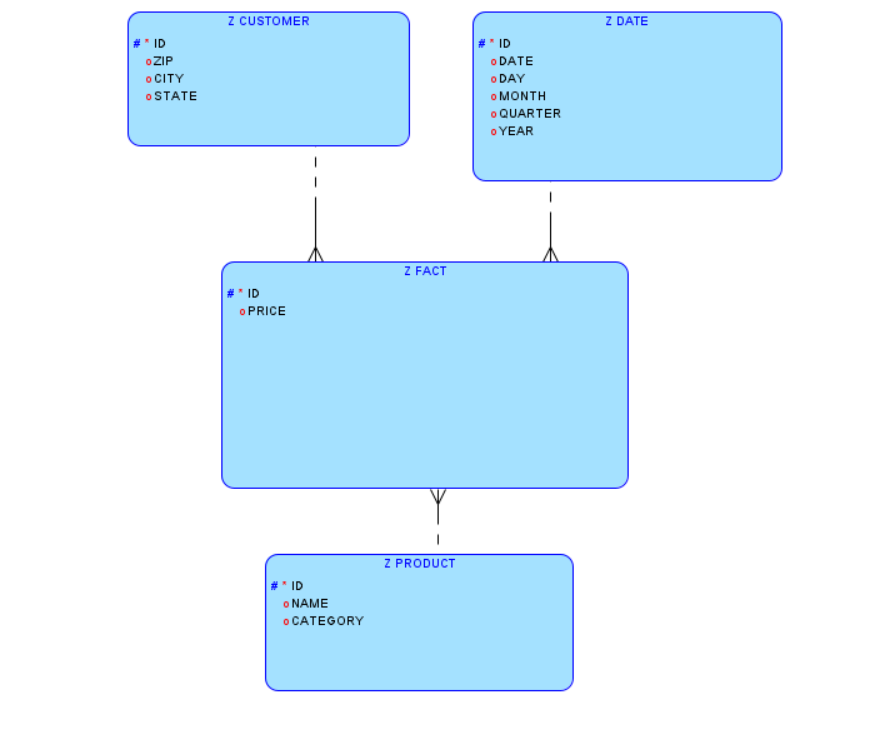 Z CUSTOMER
# * ID
o ZIP
o CITY
o STATE
Z DATE
# * ID
o DATE
o DAY
o MONTH
o QUARTER
o YEAR
Z FACT
# * ID
o PRICE
Z PRODUCT
# * ID
o NAME
o CATEGORY